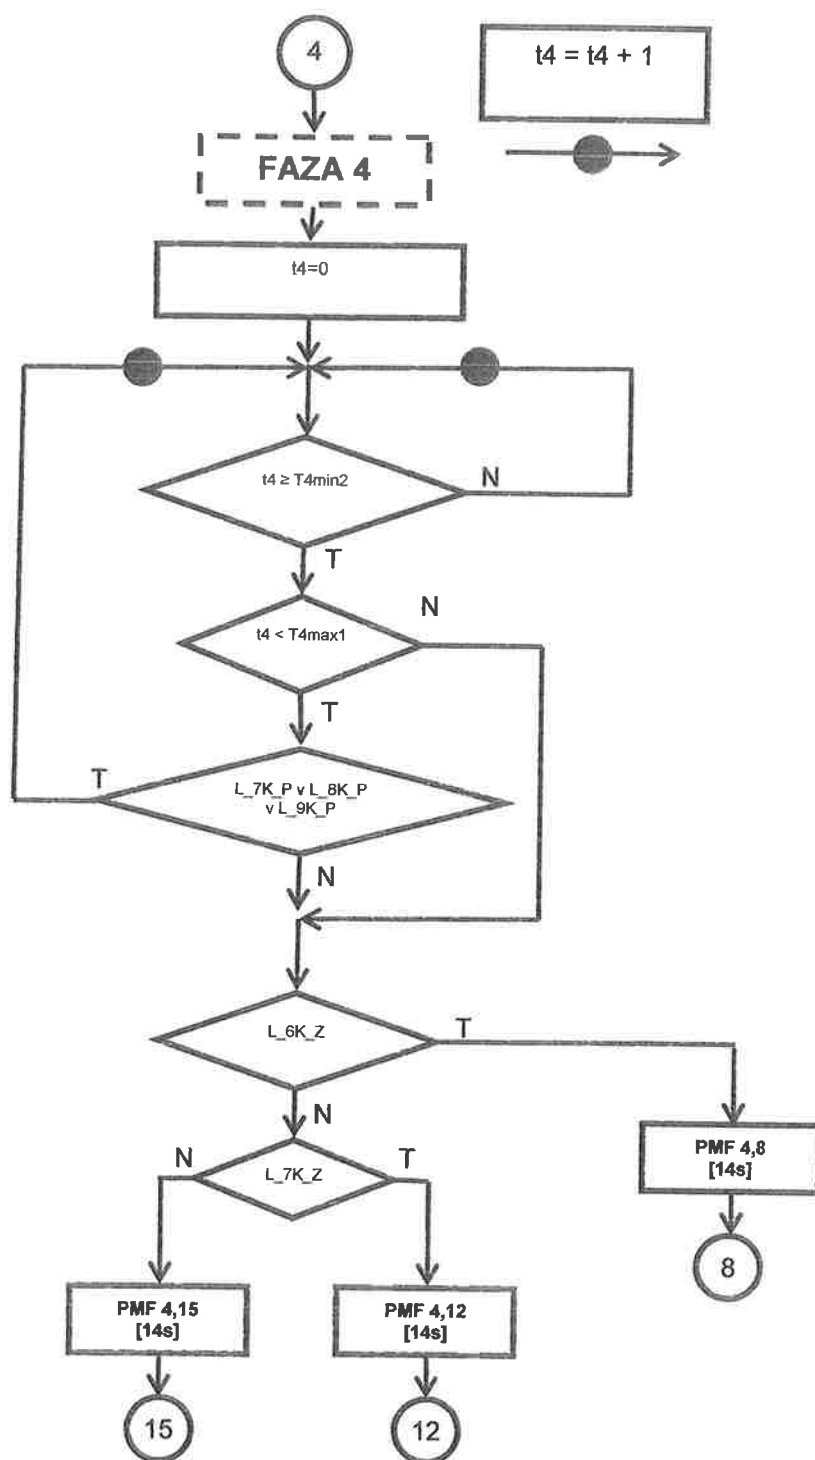 4
t4 = t4 + 1
FAZA 4
t4=0
t4 ≥ T4min2
N
T
t4 < T4max1
N
T
T
L_7K_P v L_8K_P
v L_9K_P
N
L_6K_Z
T
N
N
L_7K_Z
T
PMF 4,8
[14s]
8
PMF 4,15
[14s]
PMF 4,12
[14s]
15
12